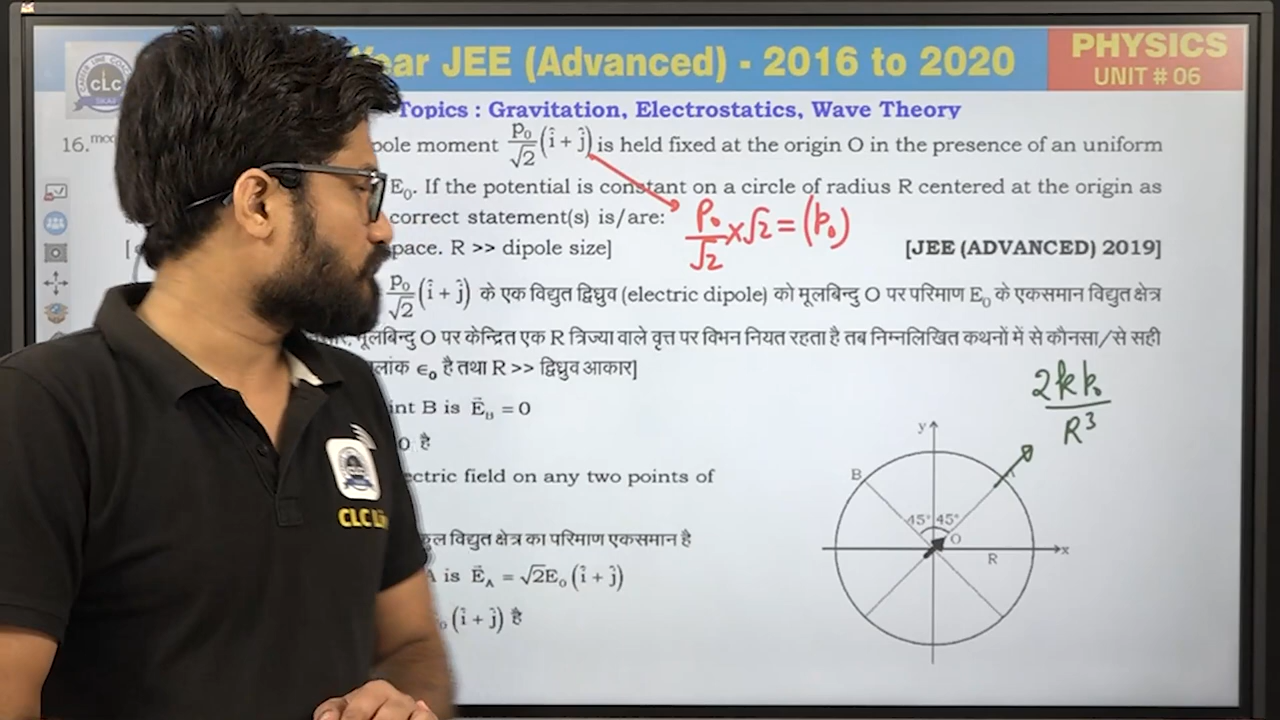 Year JEE (Advanced) - 2016 to 2020
PHYSICS
UNIT # 06
CLC
Topics : Gravitation, Electrostatics, Wave Theory
16. moment p₀/√2 (î + ĵ) is held fixed at the origin O in the presence of an uniform
E₀. If the potential is constant on a circle of radius R centered at the origin as
correct statement(s) is/are:
p₀/√2 × √2 = (p₀)
R >> dipole size] [JEE (ADVANCED) 2019]
p₀/√2 (î + ĵ) के एक विद्युत द्विध्रुव (electric dipole) को मूलबिन्दु O पर परिमाण E₀ के एकसमान विद्युत क्षेत्र
मूलबिन्दु O पर केन्द्रित एक R त्रिज्या वाले वृत्त पर विभन नियत रहता है तब निम्नलिखित कथनों में से कौनसा/से सही
ϵ₀ है तथा R >> द्विध्रुव आकार]
2kp₀/R³
B is E⃗_B = 0
0 है
field on any two points of
विद्युत क्षेत्र का परिमाण एकसमान है
A is E⃗_A = √2E₀ (î + ĵ)
(î + ĵ) है
y
B
45° 45°
O
R
x
CLC